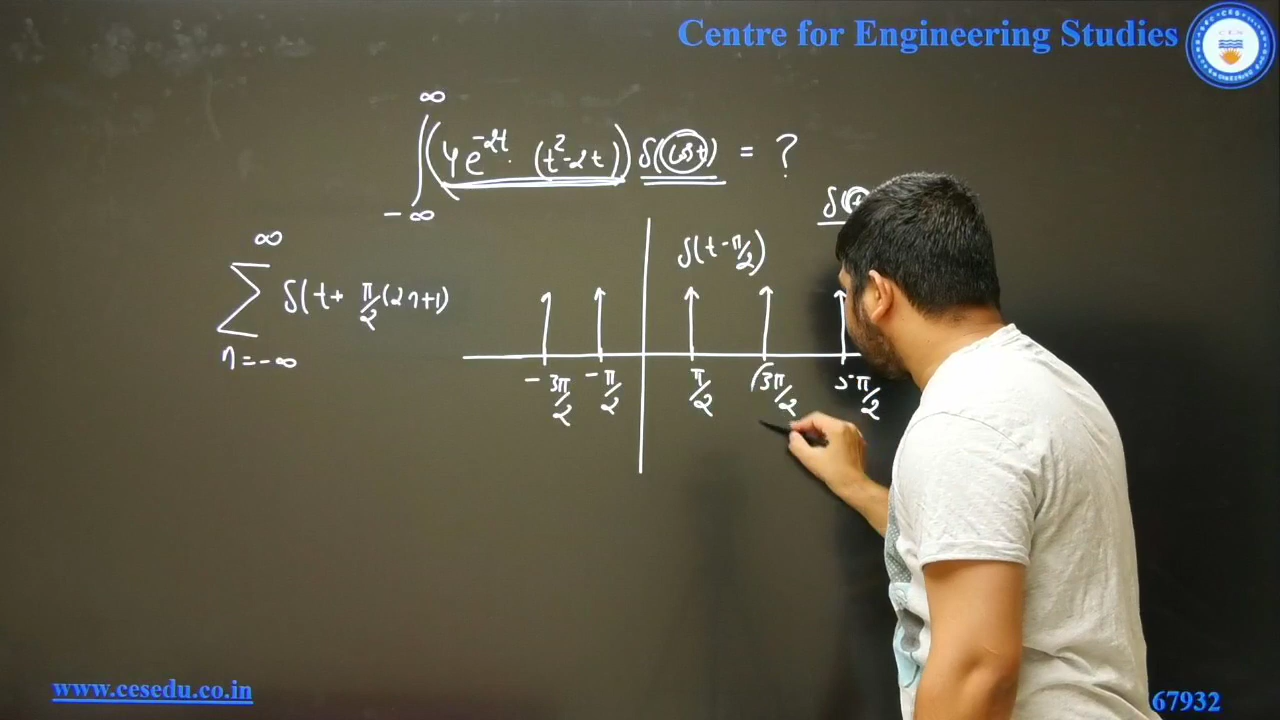 Centre for Engineering Studies
CES
∫_{-∞}^{∞} (4e^{-2t} · (t²-2t)) δ(cos t) = ?
δ(t
∑_{n=-∞}^{∞} δ(t + π/2 (2n+1)
δ(t - π/2)
-3π/2 -π/2 π/2 (3π/2 5π/2
www.cesedu.co.in
67932